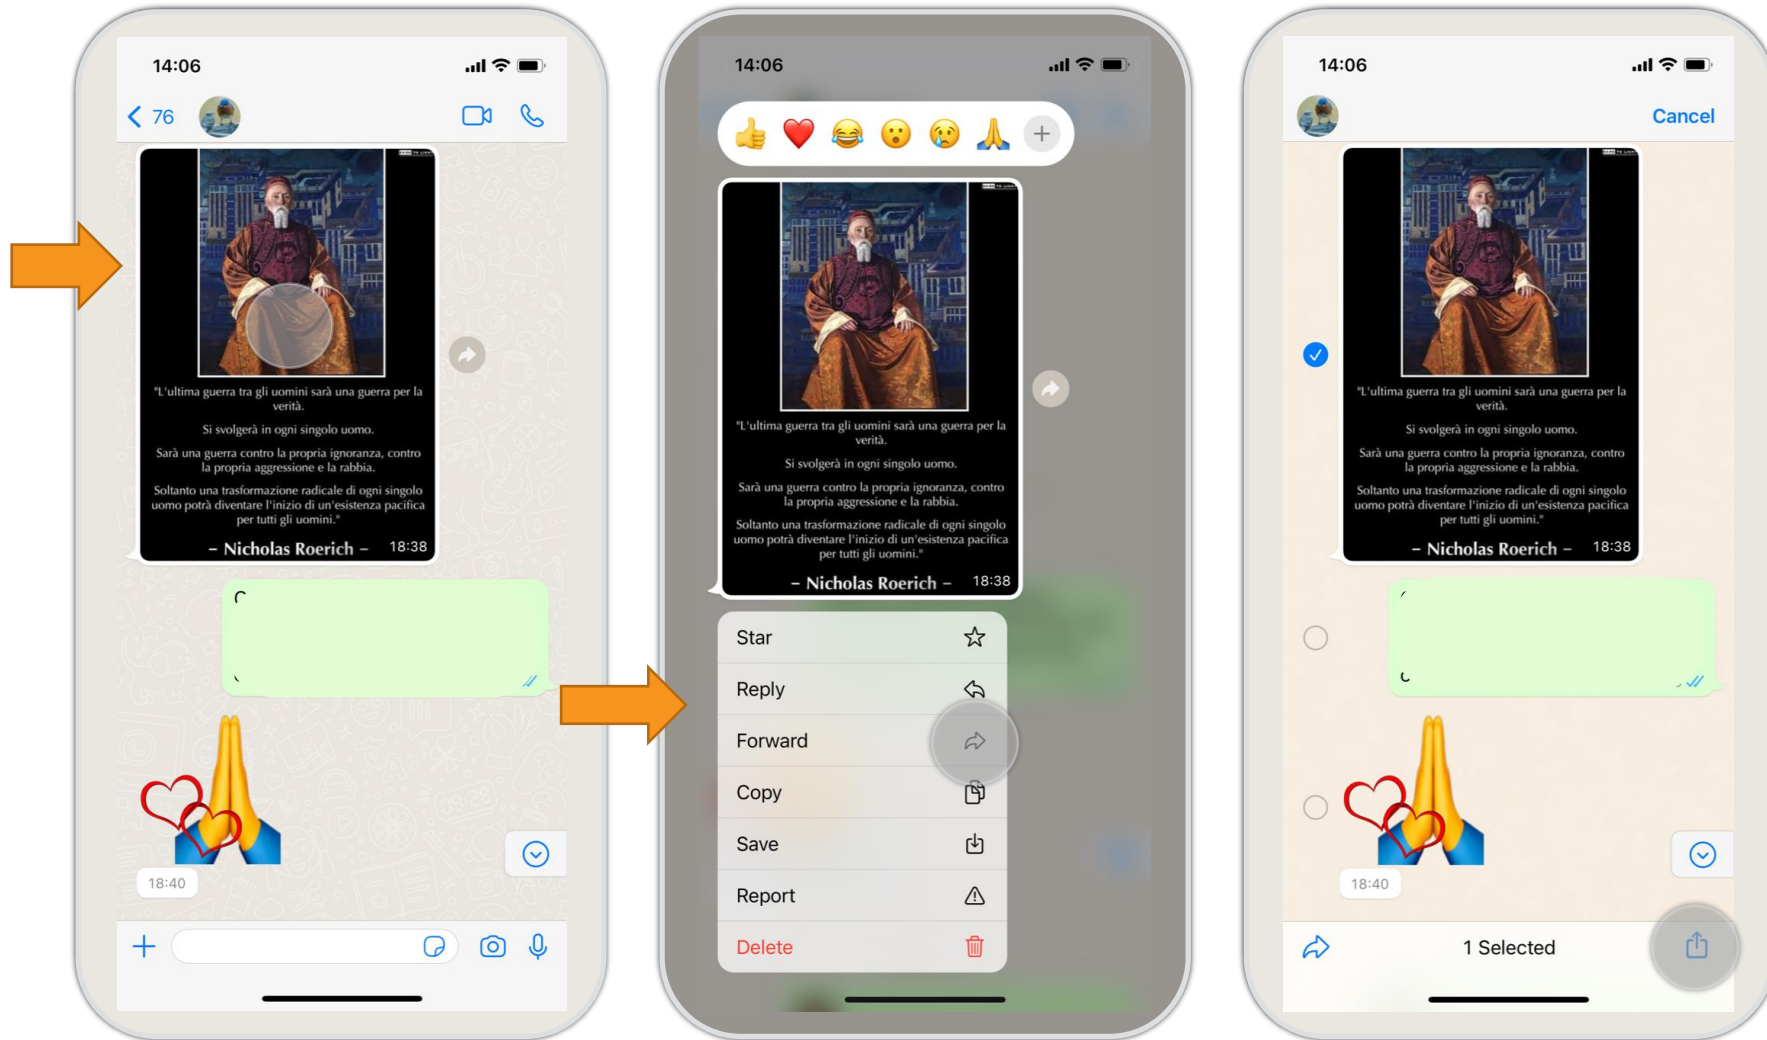 14:06
76
"L'ultima guerra tra gli uomini sarà una guerra per la
verità.
Si svolgerà in ogni singolo uomo.
Sarà una guerra contro la propria ignoranza, contro
la propria aggressione e la rabbia.
Soltanto una trasformazione radicale di ogni singolo
uomo potrà diventare l'inizio di un'esistenza pacifica
per tutti gli uomini."
– Nicholas Roerich –
18:38
18:40
14:06
"L'ultima guerra tra gli uomini sarà una guerra per la
verità.
Si svolgerà in ogni singolo uomo.
Sarà una guerra contro la propria ignoranza, contro
la propria aggressione e la rabbia.
Soltanto una trasformazione radicale di ogni singolo
uomo potrà diventare l'inizio di un'esistenza pacifica
per tutti gli uomini."
– Nicholas Roerich –
18:38
Star
Reply
Forward
Copy
Save
Report
Delete
14:06
Cancel
"L'ultima guerra tra gli uomini sarà una guerra per la
verità.
Si svolgerà in ogni singolo uomo.
Sarà una guerra contro la propria ignoranza, contro
la propria aggressione e la rabbia.
Soltanto una trasformazione radicale di ogni singolo
uomo potrà diventare l'inizio di un'esistenza pacifica
per tutti gli uomini."
– Nicholas Roerich –
18:38
18:40
1 Selected